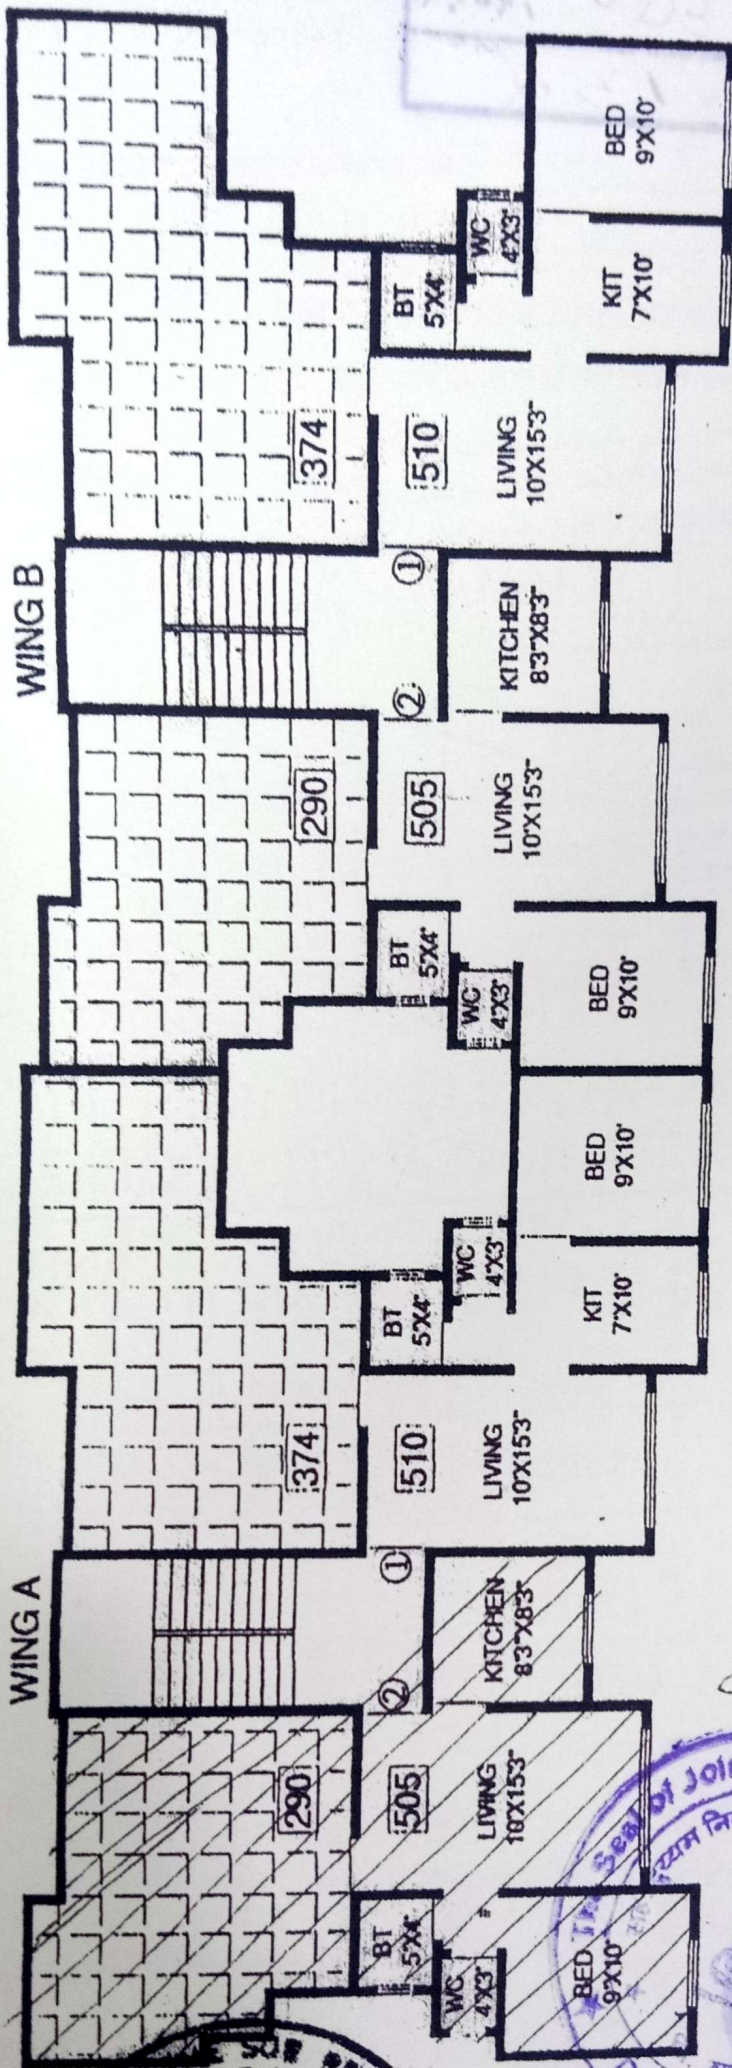 WING A
WING B
290
505
LIVING
10'X15'3"
BT
5'X4'
WC
4'X3'
BED
9'X10'
KITCHEN
8'3"X8'3"
②
①
374
510
LIVING
10'X15'3"
BT
5'X4'
WC
4'X3'
KIT
7'X10'
BED
9'X10'
290
505
LIVING
10'X15'3"
BT
5'X4'
WC
4'X3'
BED
9'X10'
KITCHEN
8'3"X8'3"
②
①
374
510
LIVING
10'X15'3"
BT
5'X4'
WC
4'X3'
KIT
7'X10'
BED
9'X10'
The Seal of Joi